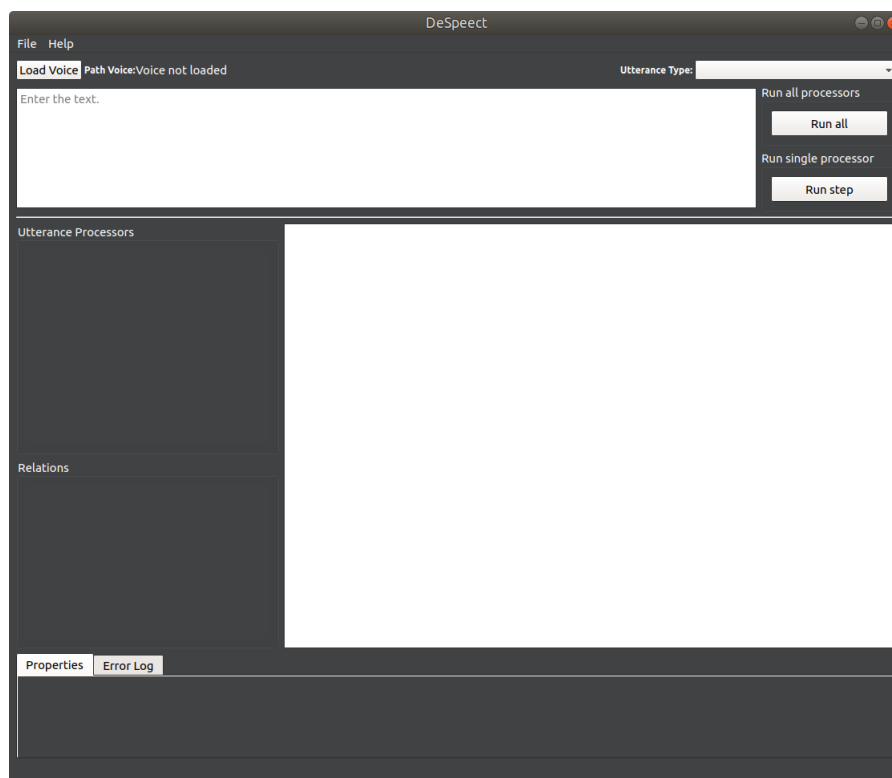 DeSpeect
File Help
Load Voice Path Voice:Voice not loaded Utterance Type:
Enter the text.
Run all processors
Run all
Run single processor
Run step
Utterance Processors
Relations
Properties Error Log